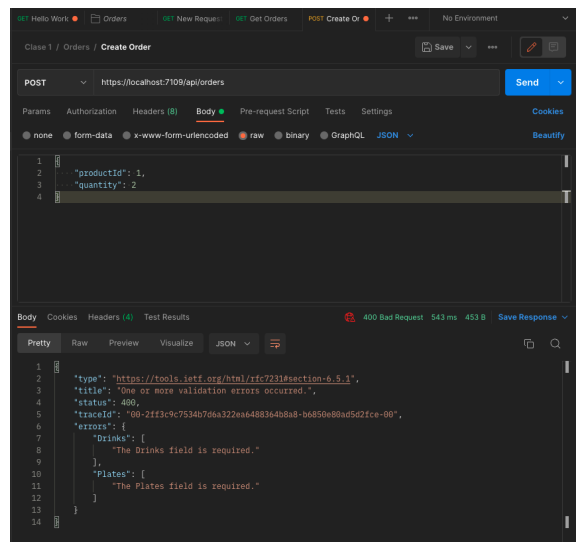 GET Hello Work
Orders
GET New Request
GET Get Orders
POST Create Or
+
•••
No Environment
Clase 1 / Orders / Create Order
Save
•••
POST
https://localhost:7109/api/orders
Send
Params Authorization Headers (8) Body Pre-request Script Tests Settings Cookies
none form-data x-www-form-urlencoded raw binary GraphQL JSON Beautify
1 {
2 "productId": 1,
3 "quantity": 2
4 }
Body Cookies Headers (4) Test Results 400 Bad Request 543 ms 453 B Save Response
Pretty Raw Preview Visualize JSON
1 {
2 "type": "https://tools.ietf.org/html/rfc7231#section-6.5.1",
3 "title": "One or more validation errors occurred.",
4 "status": 400,
5 "traceId": "00-2ff3c9c7534b7d6a322ea6488364b8a8-b6850e80ad5d2fce-00",
6 "errors": {
7 "Drinks": [
8 "The Drinks field is required."
9 ],
10 "Plates": [
11 "The Plates field is required."
12 ]
13 }
14 }